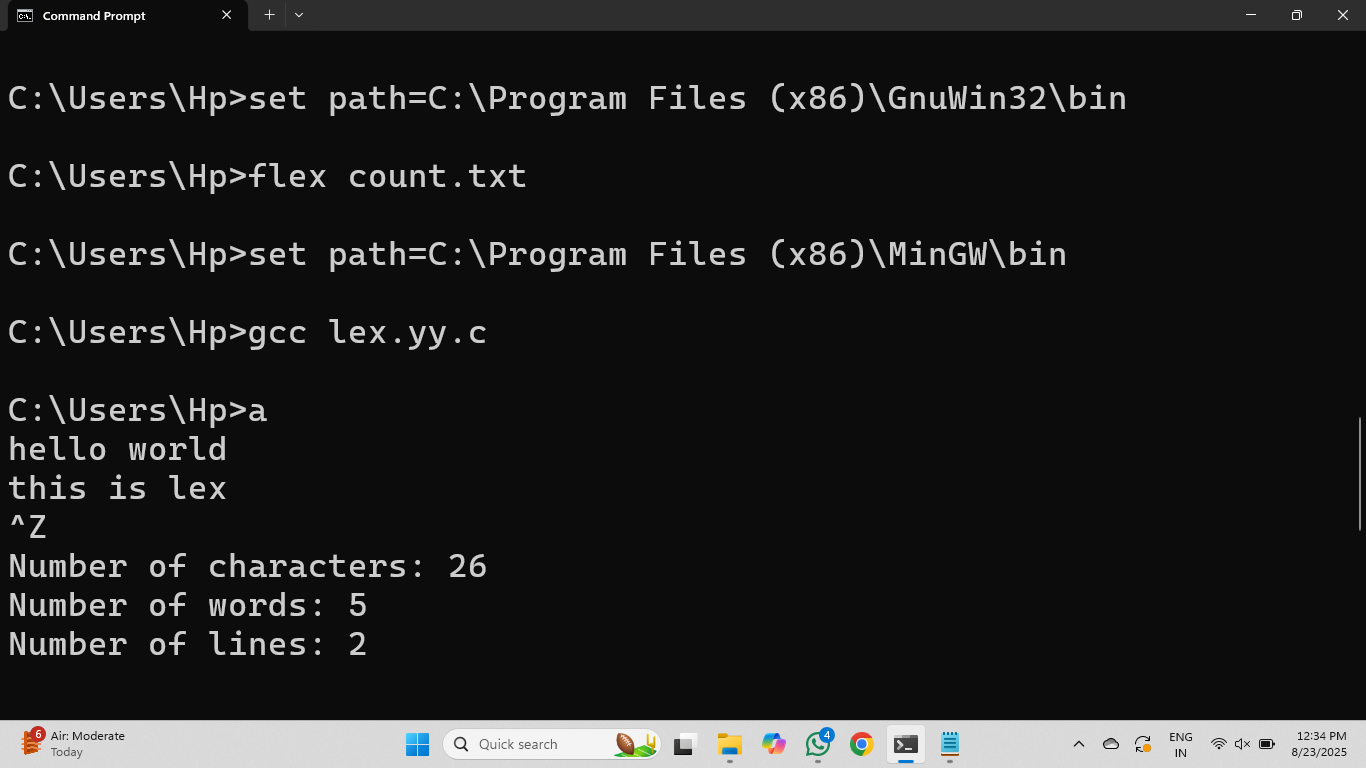 Command Prompt
C:\Users\Hp>set path=C:\Program Files (x86)\GnuWin32\bin
C:\Users\Hp>flex count.txt
C:\Users\Hp>set path=C:\Program Files (x86)\MinGW\bin
C:\Users\Hp>gcc lex.yy.c
C:\Users\Hp>a
hello world
this is lex
^Z
Number of characters: 26
Number of words: 5
Number of lines: 2
6
Air: Moderate
Today
Quick search
4
ENG
IN
12:34 PM
8/23/2025